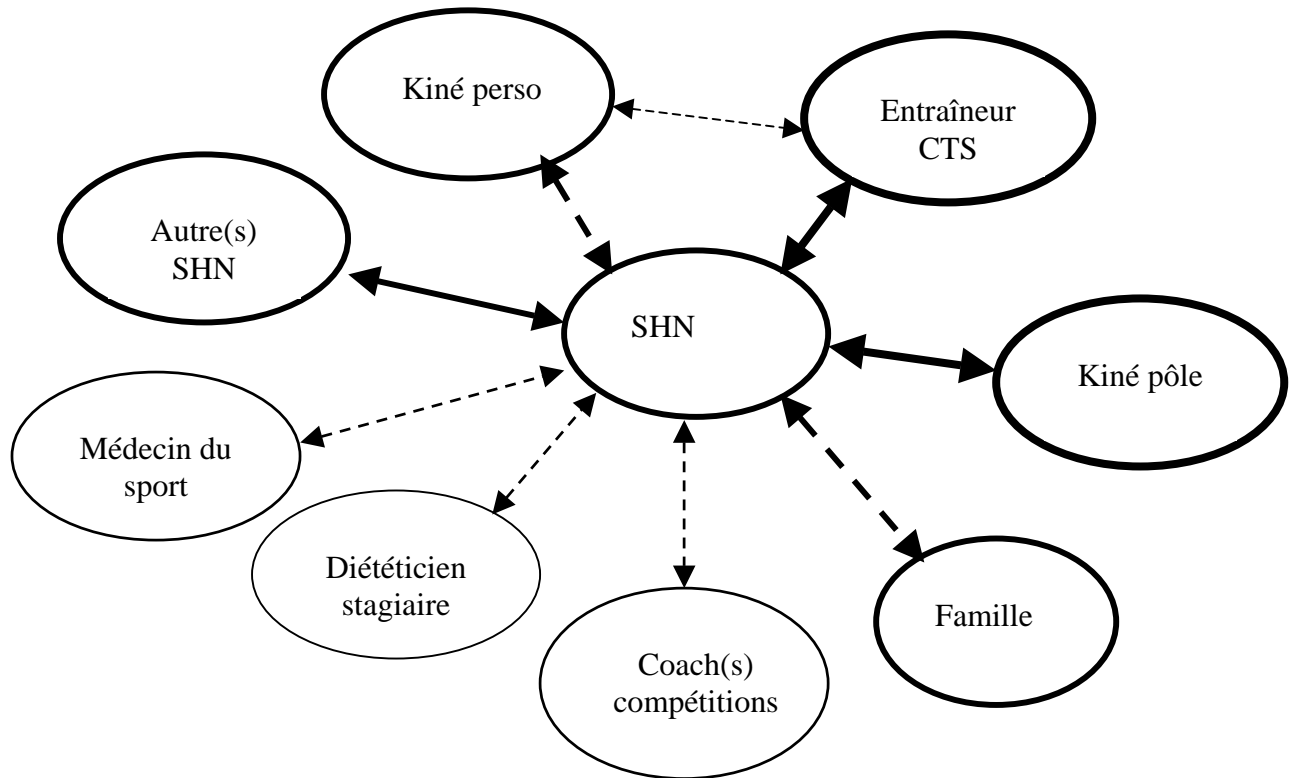 Kiné perso
Entraîneur
CTS
Autre(s)
SHN
SHN
Kiné pôle
Médecin du
sport
Diététicien
stagiaire
Famille
Coach(s)
compétitions